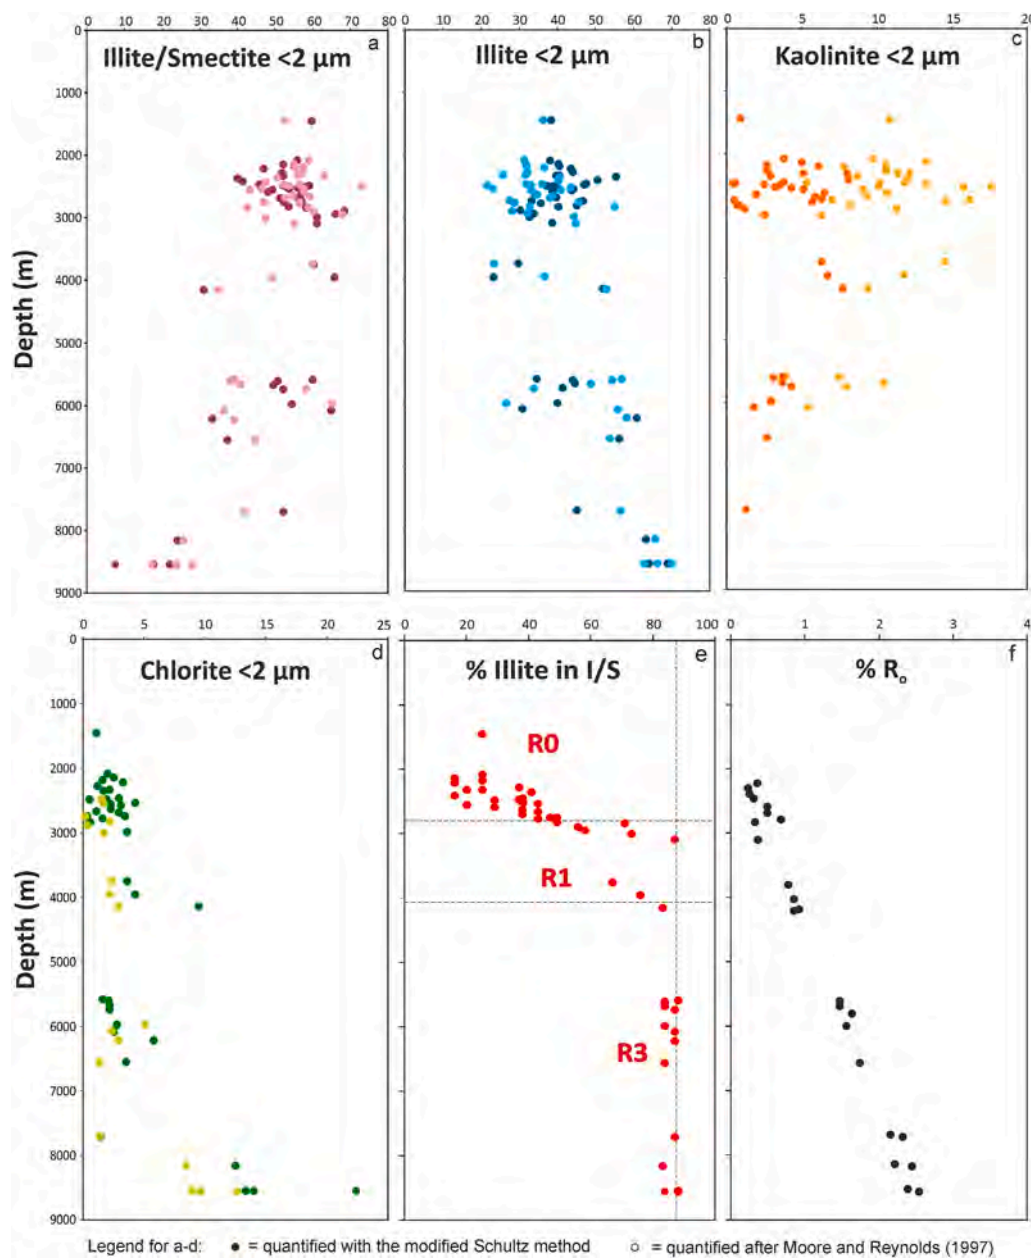 0 10 20 30 40 50 60 70 80
0 10 20 30 40 50 60 70 80
0 5 10 15 20
a
b
c
Illite/Smectite <2 µm
Illite <2 µm
Kaolinite <2 µm
0
1000
2000
3000
4000
5000
6000
7000
8000
9000
Depth (m)
0 5 10 15 20 25
0 20 40 60 80 100
0 1 2 3 4
d
e
f
Chlorite <2 µm
% Illite in I/S
% Ro
R0
R1
R3
0
1000
2000
3000
4000
5000
6000
7000
8000
9000
Depth (m)
Legend for a-d: ● = quantified with the modified Schultz method ○ = quantified after Moore and Reynolds (1997)